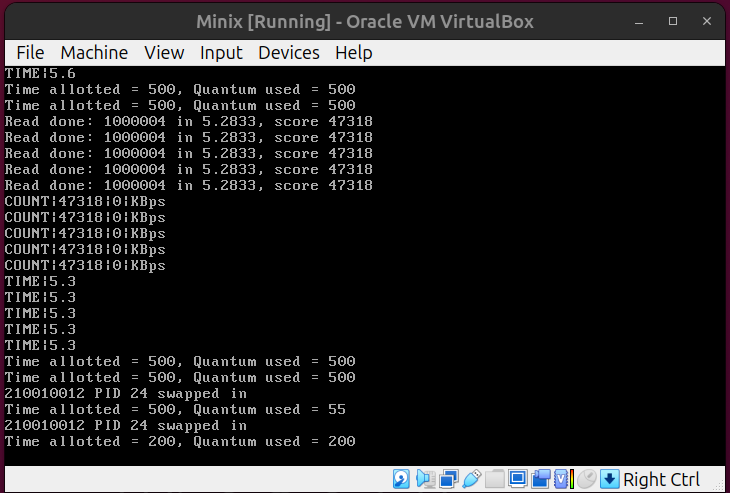 Minix [Running] - Oracle VM VirtualBox
File Machine View Input Devices Help
TIME|5.6
Time allotted = 500, Quantum used = 500
Time allotted = 500, Quantum used = 500
Read done: 1000004 in 5.2833, score 47318
Read done: 1000004 in 5.2833, score 47318
Read done: 1000004 in 5.2833, score 47318
Read done: 1000004 in 5.2833, score 47318
Read done: 1000004 in 5.2833, score 47318
COUNT|47318|0|KBps
COUNT|47318|0|KBps
COUNT|47318|0|KBps
COUNT|47318|0|KBps
COUNT|47318|0|KBps
TIME|5.3
TIME|5.3
TIME|5.3
TIME|5.3
TIME|5.3
Time allotted = 500, Quantum used = 500
Time allotted = 500, Quantum used = 500
210010012 PID 24 swapped in
Time allotted = 500, Quantum used = 55
210010012 PID 24 swapped in
Time allotted = 200, Quantum used = 200
Right Ctrl